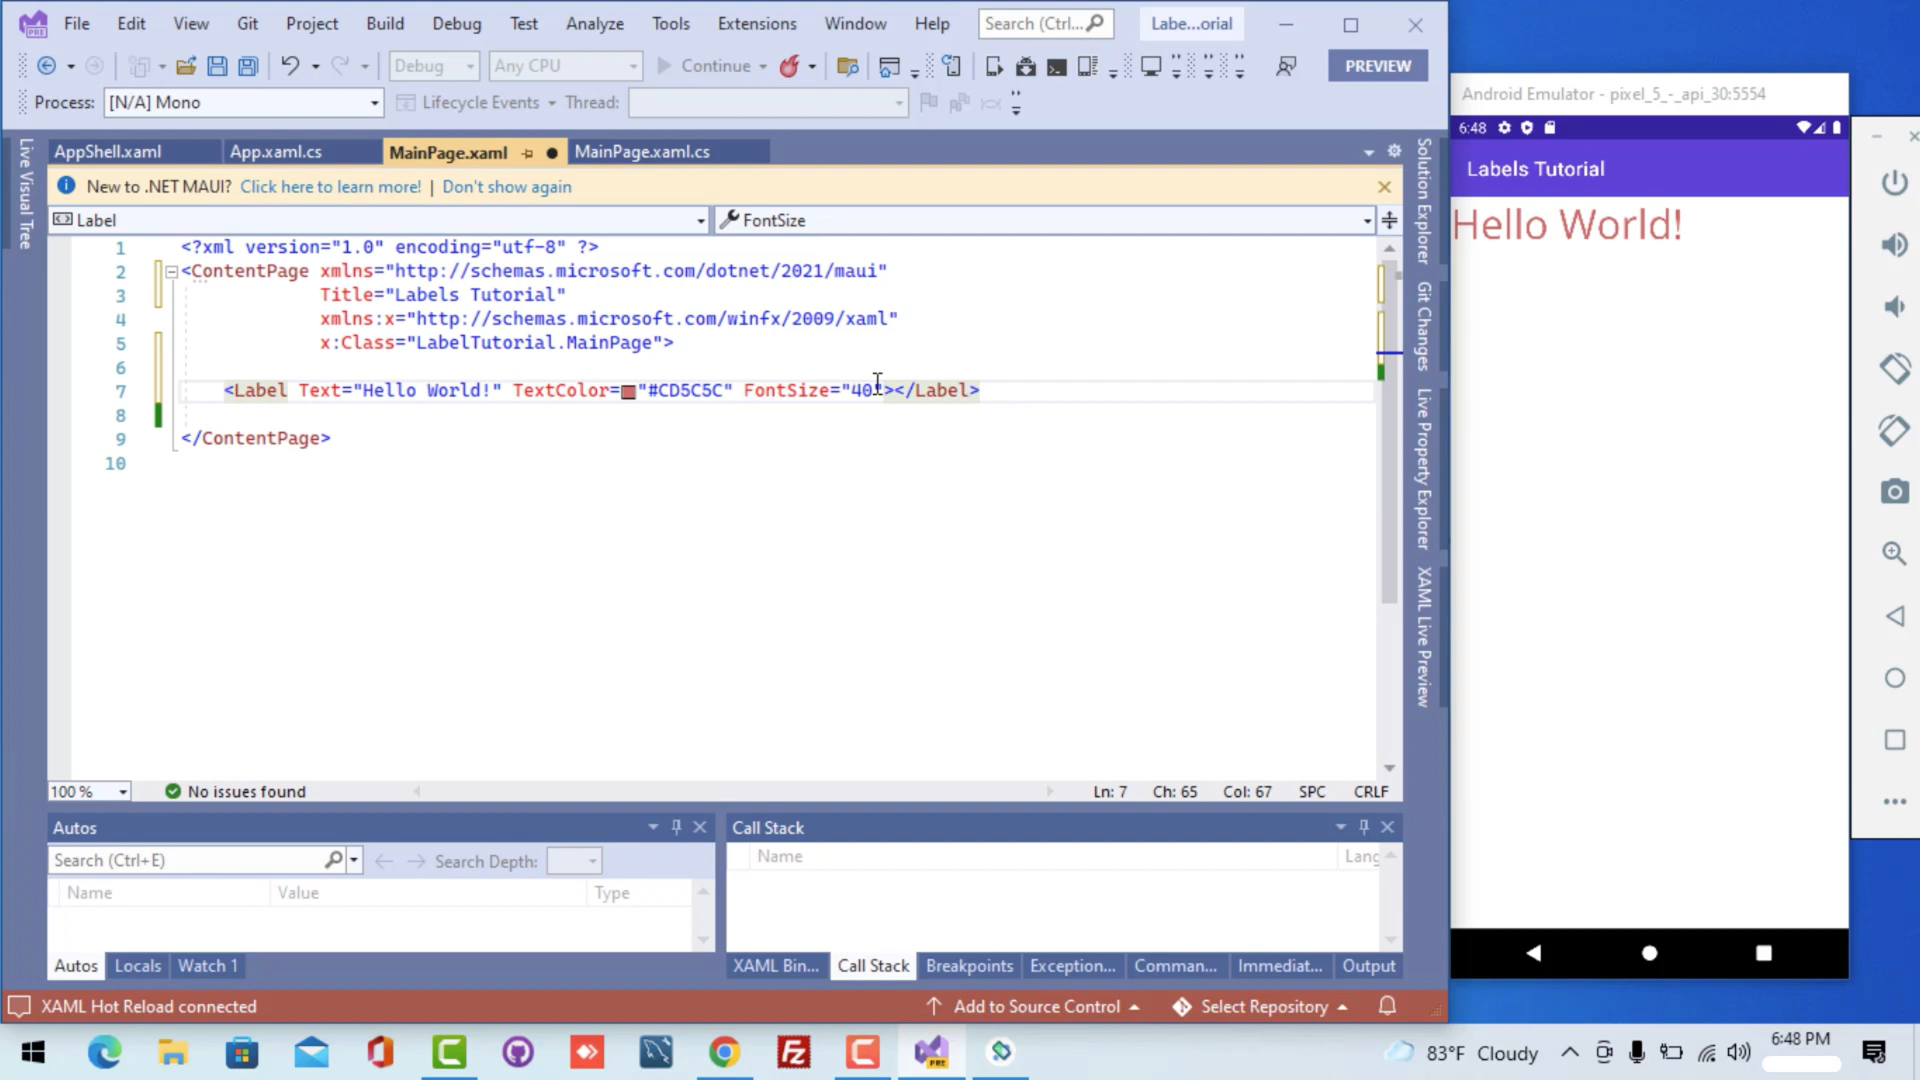 File Edit View Git Project Build Debug Test Analyze Tools Extensions Window Help Search (Ctrl... Labe...orial
Debug Any CPU Continue PREVIEW
Process: [N/A] Mono Lifecycle Events Thread:
AppShell.xaml App.xaml.cs MainPage.xaml MainPage.xaml.cs
New to .NET MAUI? Click here to learn more! | Don't show again
Label FontSize
1 <?xml version="1.0" encoding="utf-8" ?>
2 <ContentPage xmlns="http://schemas.microsoft.com/dotnet/2021/maui"
3 Title="Labels Tutorial"
4 xmlns:x="http://schemas.microsoft.com/winfx/2009/xaml"
5 x:Class="LabelTutorial.MainPage">
6
7 <Label Text="Hello World!" TextColor="#CD5C5C" FontSize="40"></Label>
8
9 </ContentPage>
10
100 % No issues found Ln: 7 Ch: 65 Col: 67 SPC CRLF
Live Visual Tree
Solution Explorer
Git Changes
Live Property Explorer
XAML Live Preview
Autos
Search (Ctrl+E) Search Depth:
Name Value Type
Autos Locals Watch 1
Call Stack
Name Lang
XAML Bin... Call Stack Breakpoints Exception... Comman... Immediat... Output
XAML Hot Reload connected Add to Source Control Select Repository
Android Emulator - pixel_5_-_api_30:5554
6:48
Labels Tutorial
Hello World!
PRE
Fz
PRE
83°F Cloudy
6:48 PM